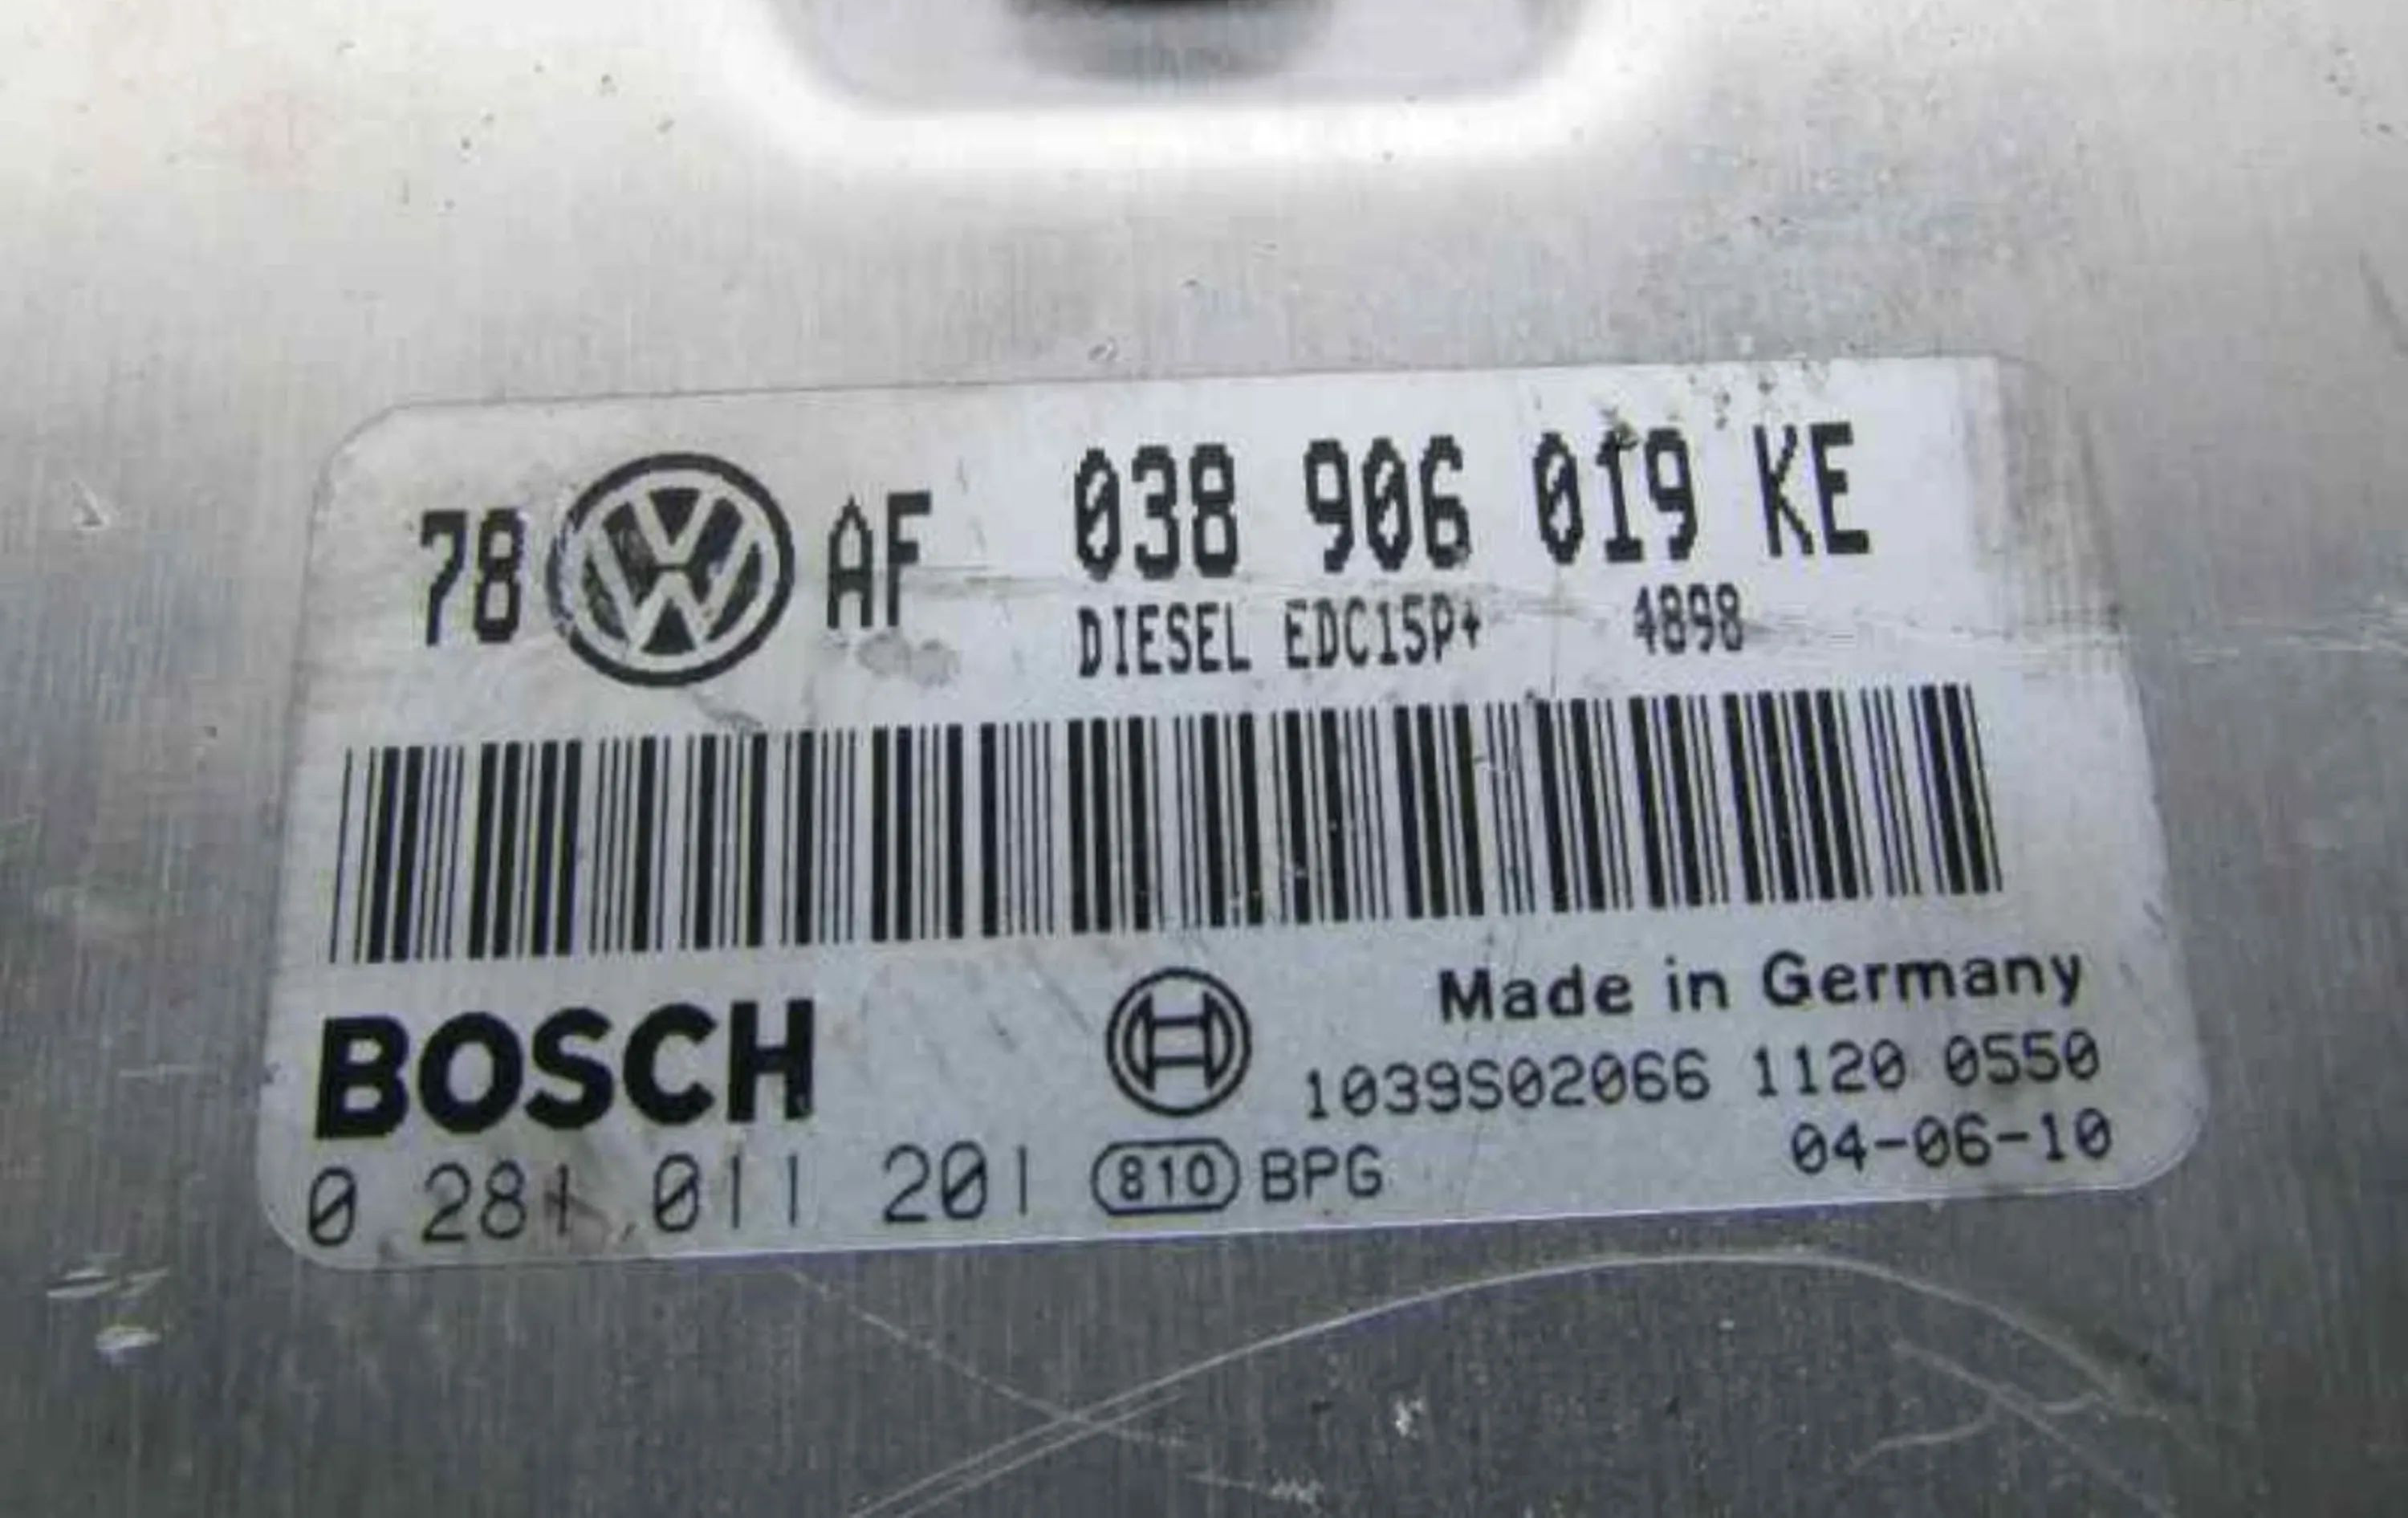 78 AF 038 906 019 KE
DIESEL EDC15P+ 4898
Made in Germany
BOSCH
1039S02066 1120 0550
04-06-10
0 281 011 201 810 BPG